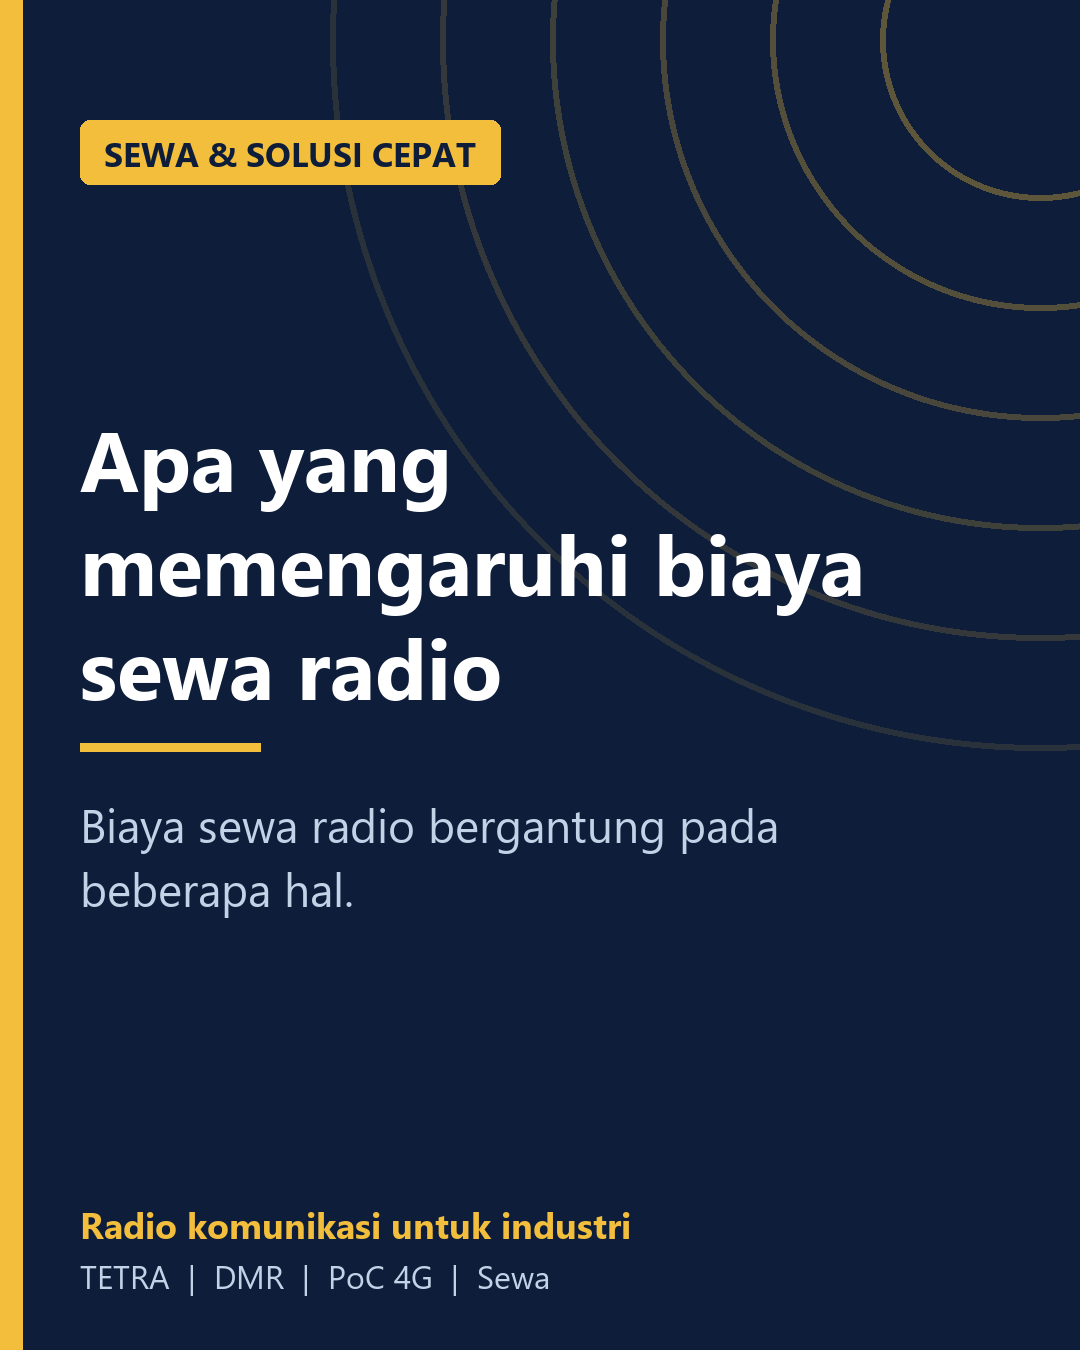 SEWA & SOLUSI CEPAT
Apa yang
memengaruhi biaya
sewa radio
Biaya sewa radio bergantung pada
beberapa hal.
Radio komunikasi untuk industri
TETRA | DMR | PoC 4G | Sewa